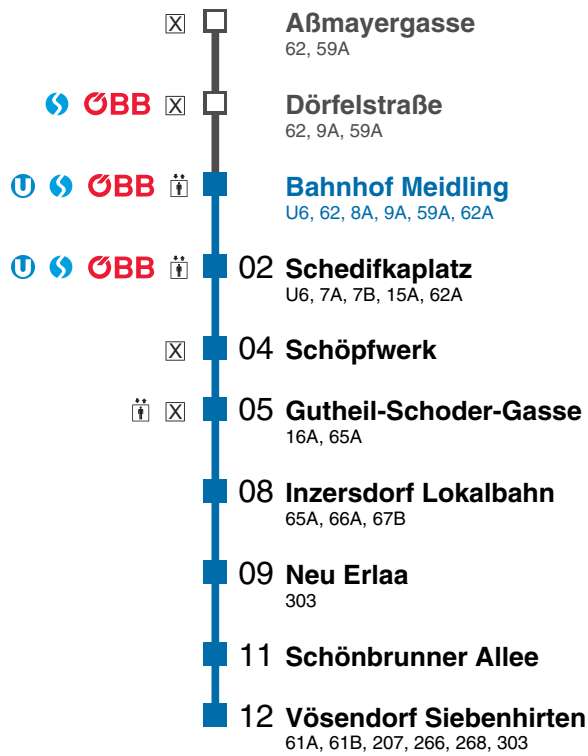 X Aßmayergasse
62, 59A
ÖBB X Dörfelstraße
62, 9A, 59A
U ÖBB Bahnhof Meidling
U6, 62, 8A, 9A, 59A, 62A
U ÖBB 02 Schedifkaplatz
U6, 7A, 7B, 15A, 62A
X 04 Schöpfwerk
X 05 Gutheil-Schoder-Gasse
16A, 65A
08 Inzersdorf Lokalbahn
65A, 66A, 67B
09 Neu Erlaa
303
11 Schönbrunner Allee
12 Vösendorf Siebenhirten
61A, 61B, 207, 266, 268, 303